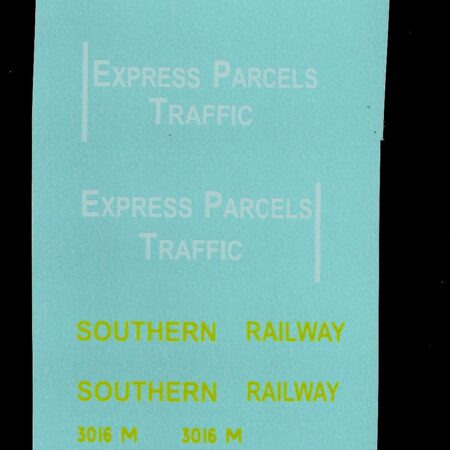 EXPRESS PARCELS
TRAFFIC
EXPRESS PARCELS
TRAFFIC
SOUTHERN RAILWAY
SOUTHERN RAILWAY
3016 M 3016 M